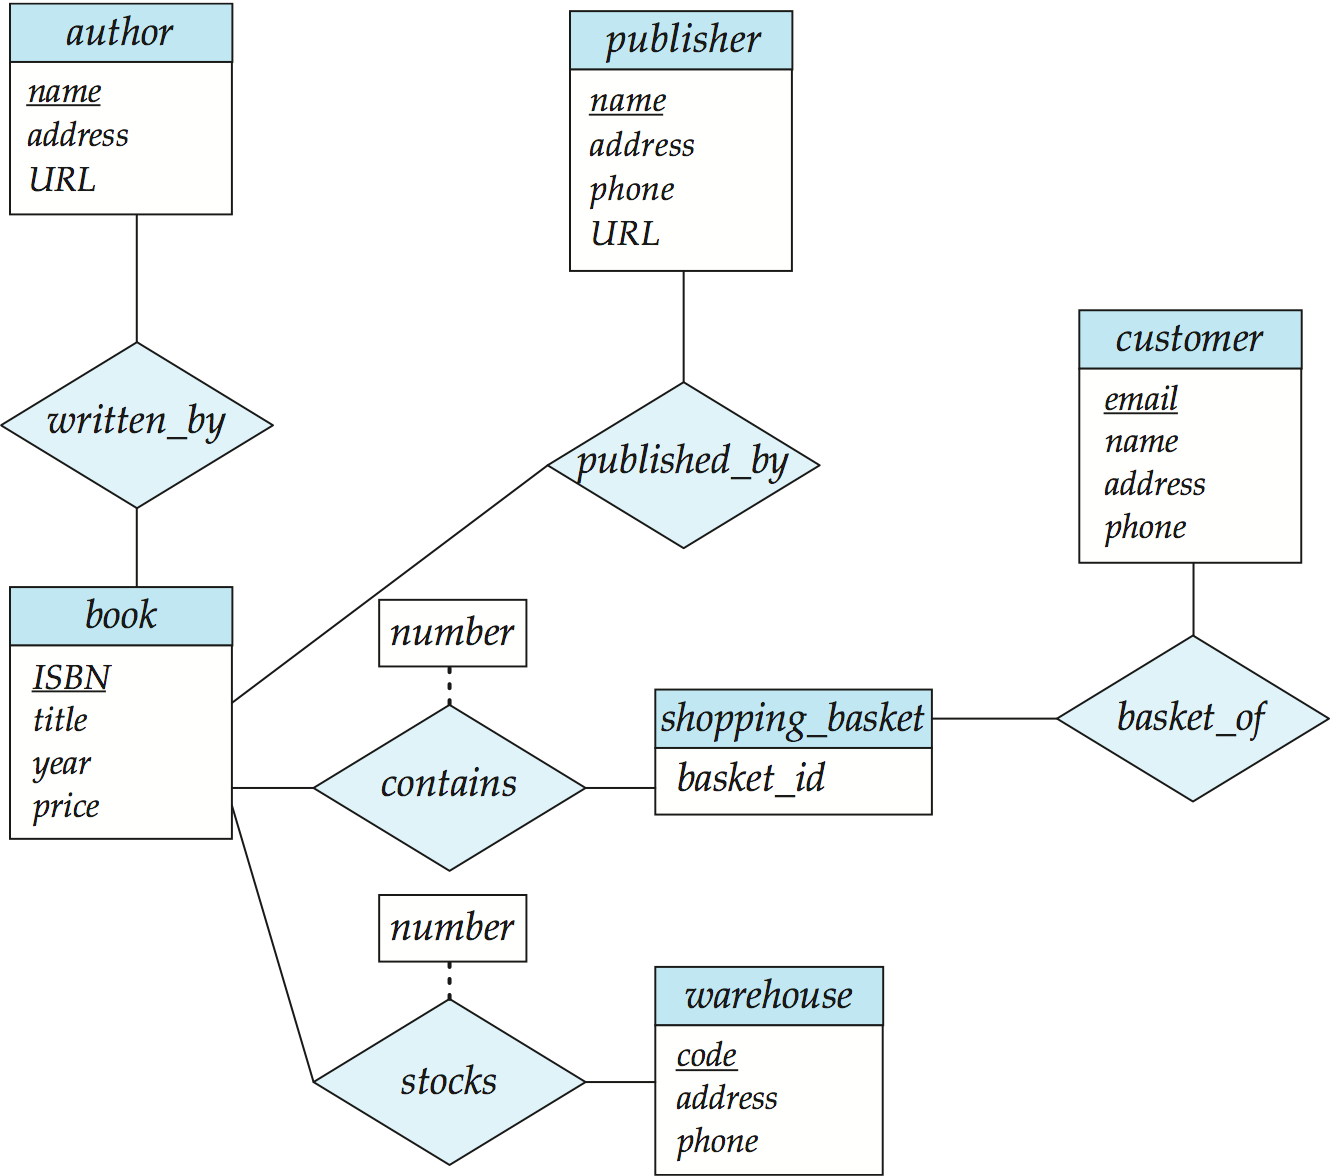 author
name
address
URL
publisher
name
address
phone
URL
customer
email
name
address
phone
written_by
published_by
book
ISBN
title
year
price
number
contains
shopping_basket
basket_id
basket_of
number
stocks
warehouse
code
address
phone